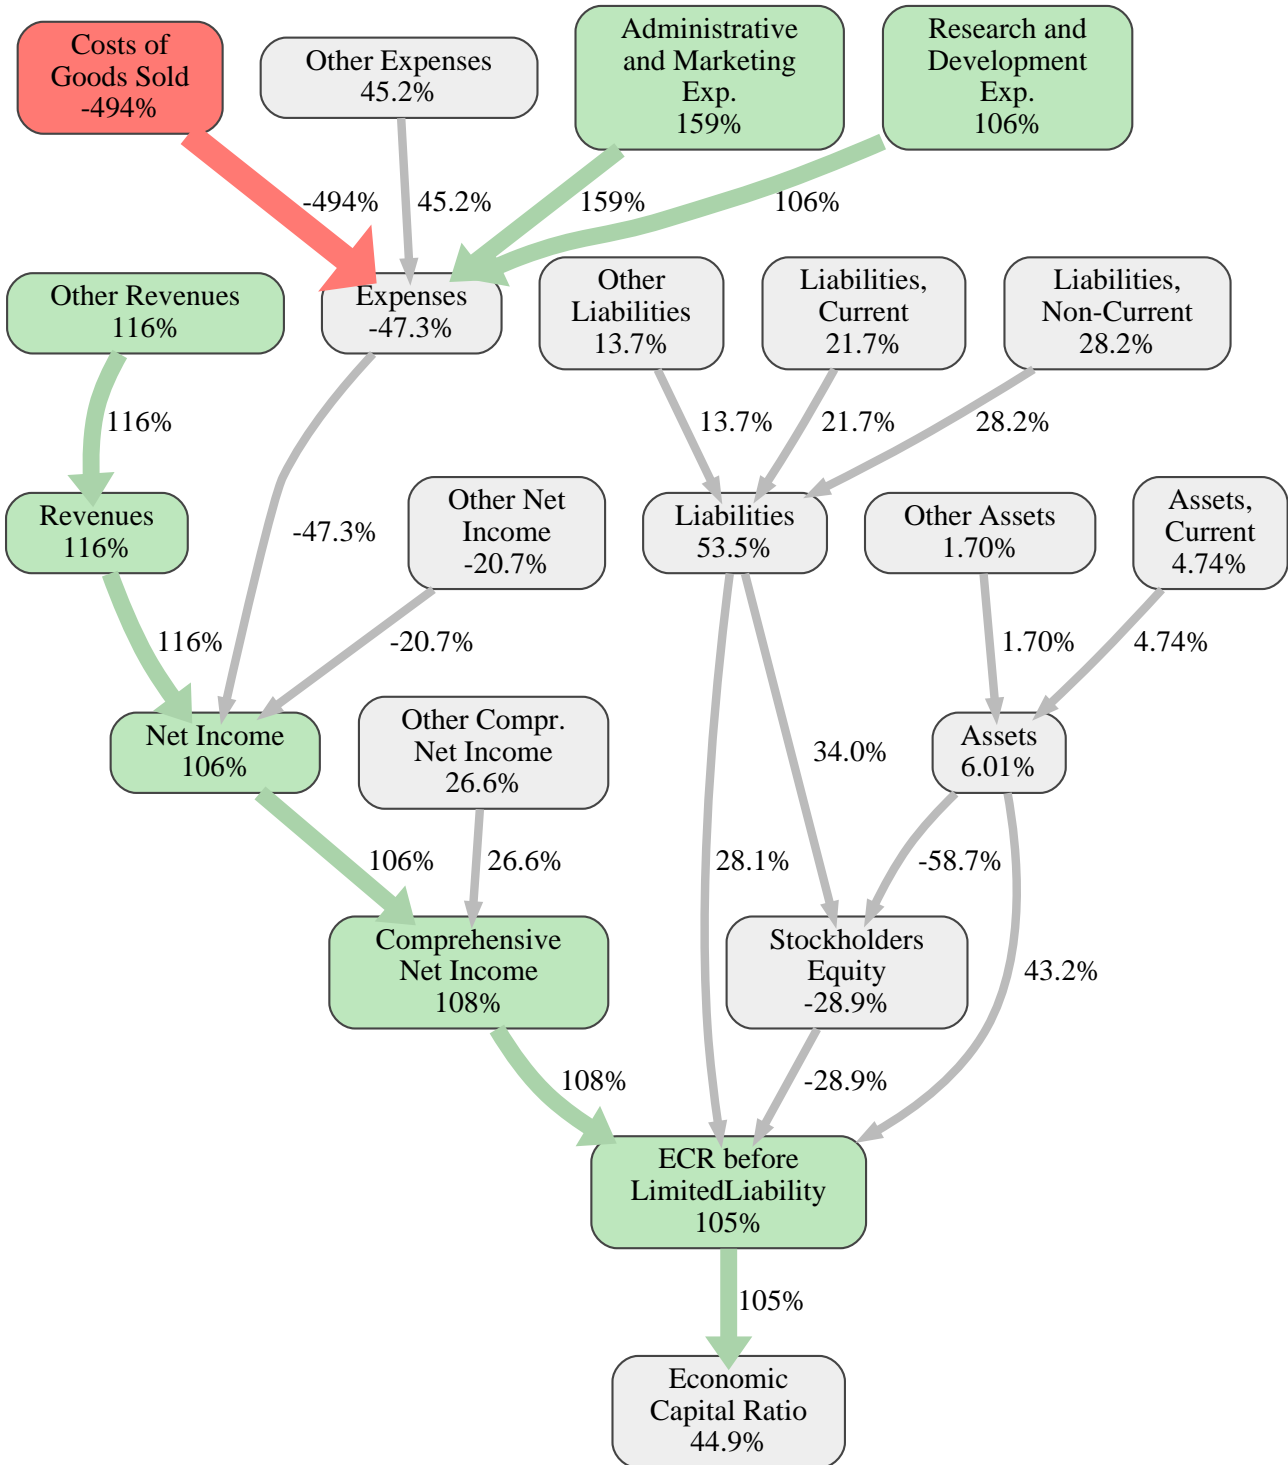 Costs of
Goods Sold
-494%
Other Expenses
45.2%
Administrative
and Marketing
Exp.
159%
Research and
Development
Exp.
106%
-494%
45.2%
159%
106%
Other Revenues
116%
Expenses
-47.3%
Other
Liabilities
13.7%
Liabilities,
Current
21.7%
Liabilities,
Non-Current
28.2%
116%
13.7%
21.7%
28.2%
Revenues
116%
-47.3%
Other Net
Income
-20.7%
Liabilities
53.5%
Other Assets
1.70%
Assets,
Current
4.74%
116%
-20.7%
1.70%
4.74%
Net Income
106%
Other Compr.
Net Income
26.6%
34.0%
Assets
6.01%
106%
26.6%
28.1%
-58.7%
Comprehensive
Net Income
108%
Stockholders
Equity
-28.9%
43.2%
108%
-28.9%
ECR before
LimitedLiability
105%
105%
Economic
Capital Ratio
44.9%